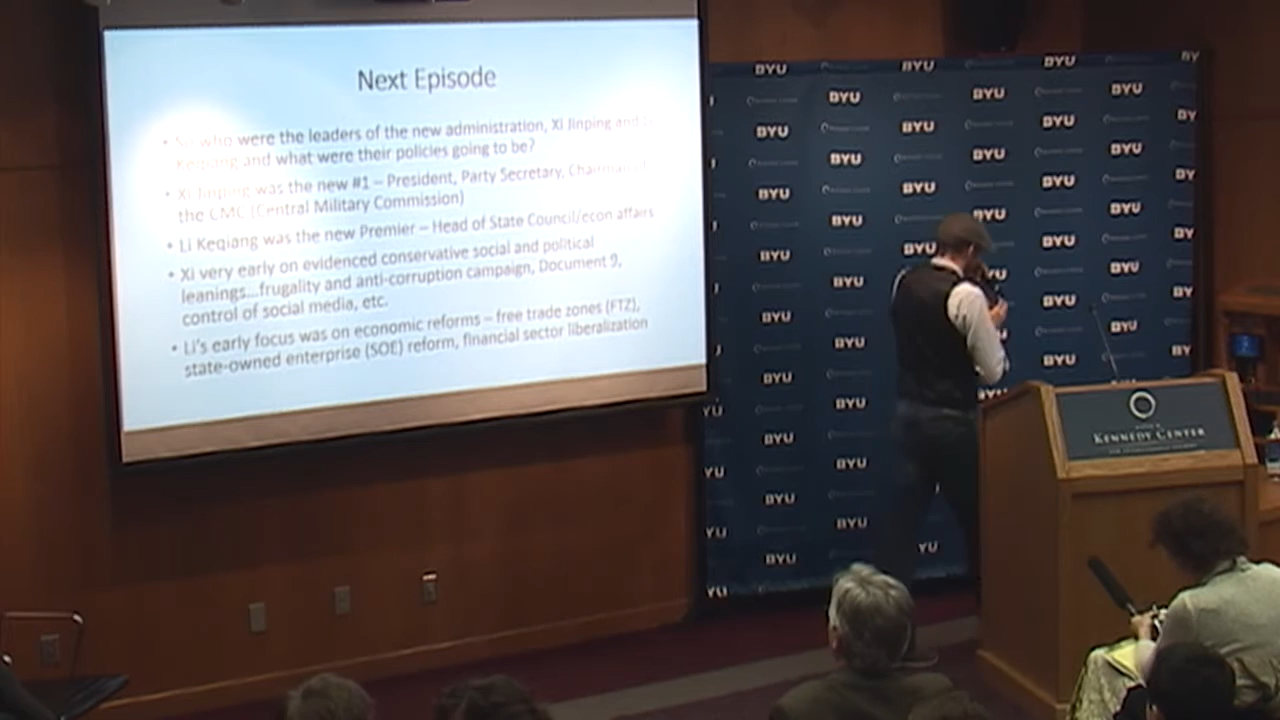 Next Episode
• So who were the leaders of the new administration, Xi Jinping and Li
Keqiang and what were their policies going to be?
• Xi Jinping was the new #1 – President, Party Secretary, Chairman of
the CMC (Central Military Commission)
• Li Keqiang was the new Premier – Head of State Council/econ affairs
• Xi very early on evidenced conservative social and political
leanings...frugality and anti-corruption campaign, Document 9,
control of social media, etc.
• Li's early focus was on economic reforms – free trade zones (FTZ),
state-owned enterprise (SOE) reform, financial sector liberalization
BYU
KENNEDY CENTER